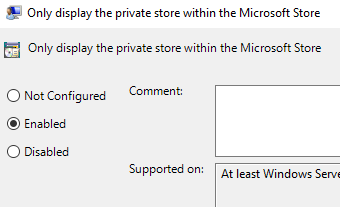 Only display the private store within the Microsoft Store
Only display the private store within the Microsoft Store
Not Configured
Comment:
Enabled
Disabled
Supported on:
At least Windows Serve